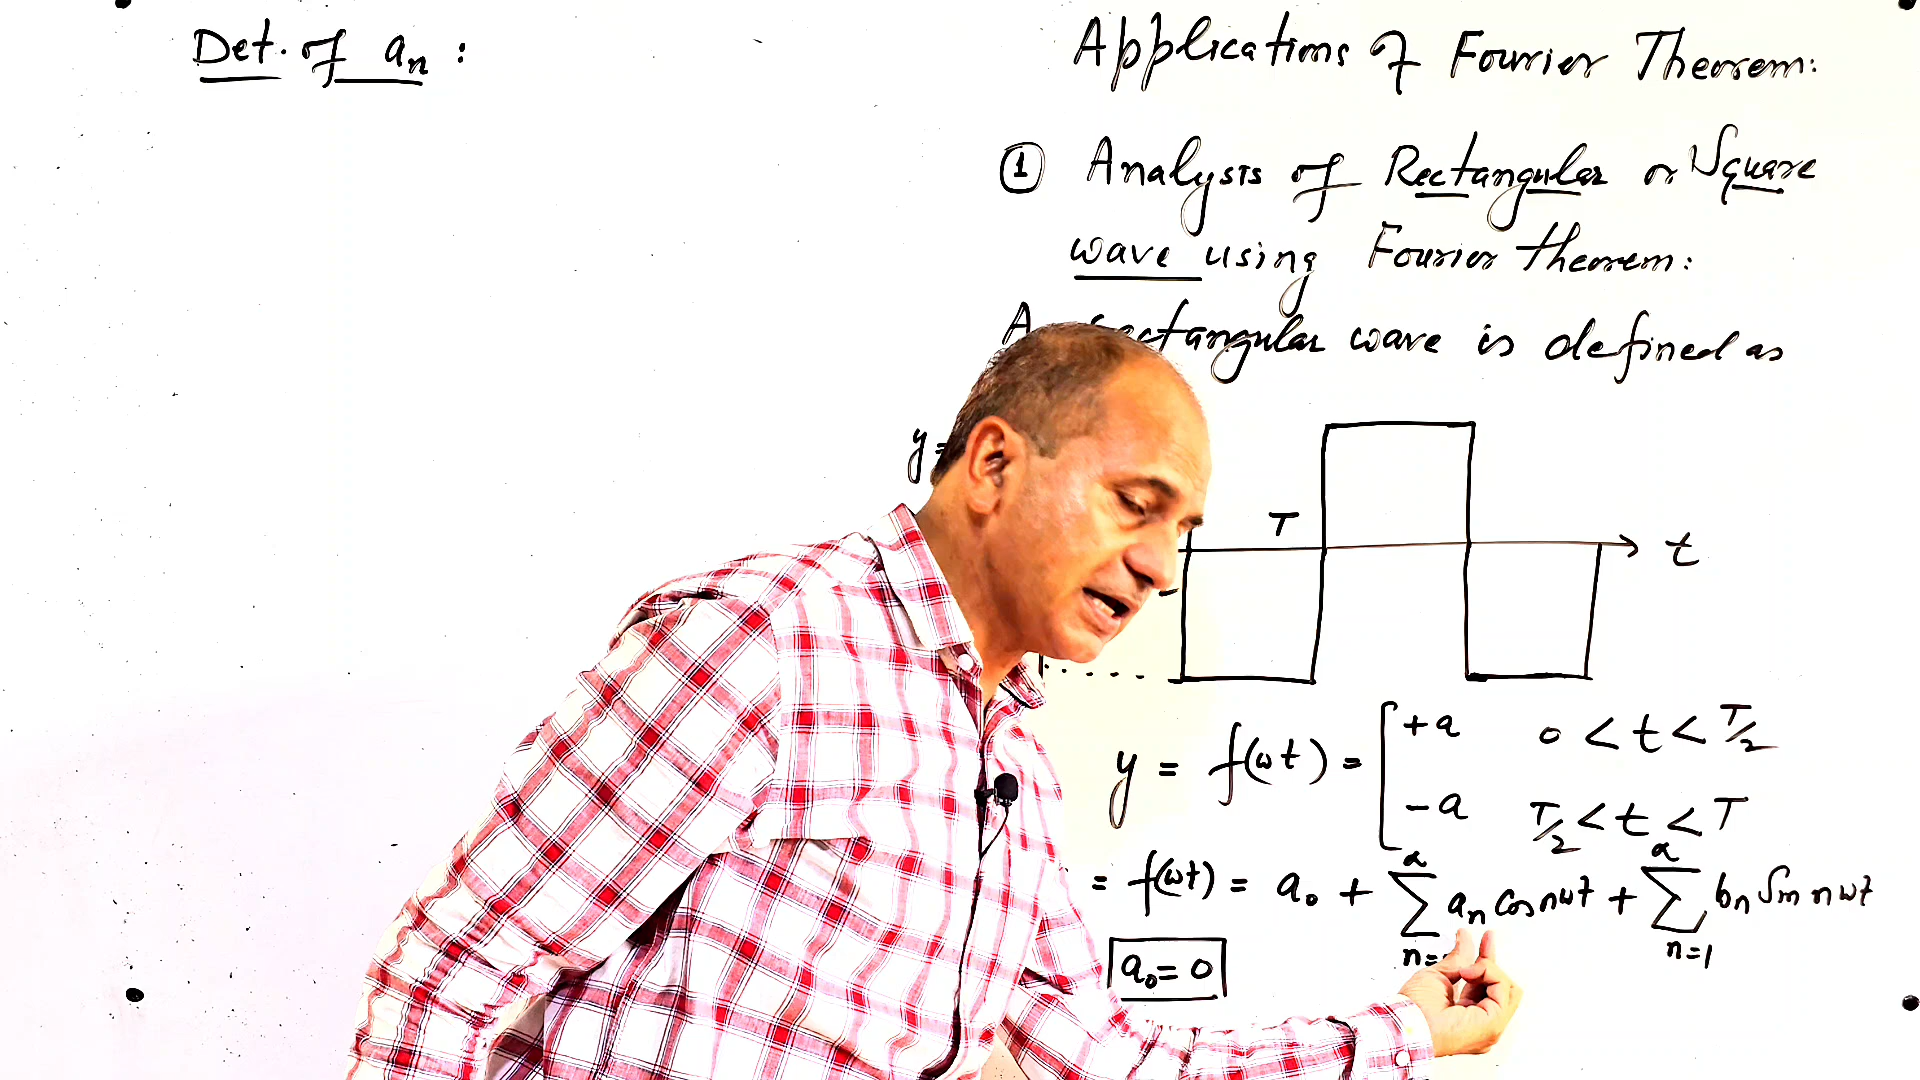 Det. of aₙ :
Applications of Fourier Theorem:
① Analysis of Rectangular or Square
wave using Fourier theorem:
A rectangular wave is defined as
y =
T
t
y = f(ωt) = [ +a 0 < t < T/2
-a T/2 < t < T
= f(ωt) = a₀ + ∑ₙ₌^α aₙ cos nωt + ∑ₙ₌₁^α bₙ Sin nωt
a₀ = 0